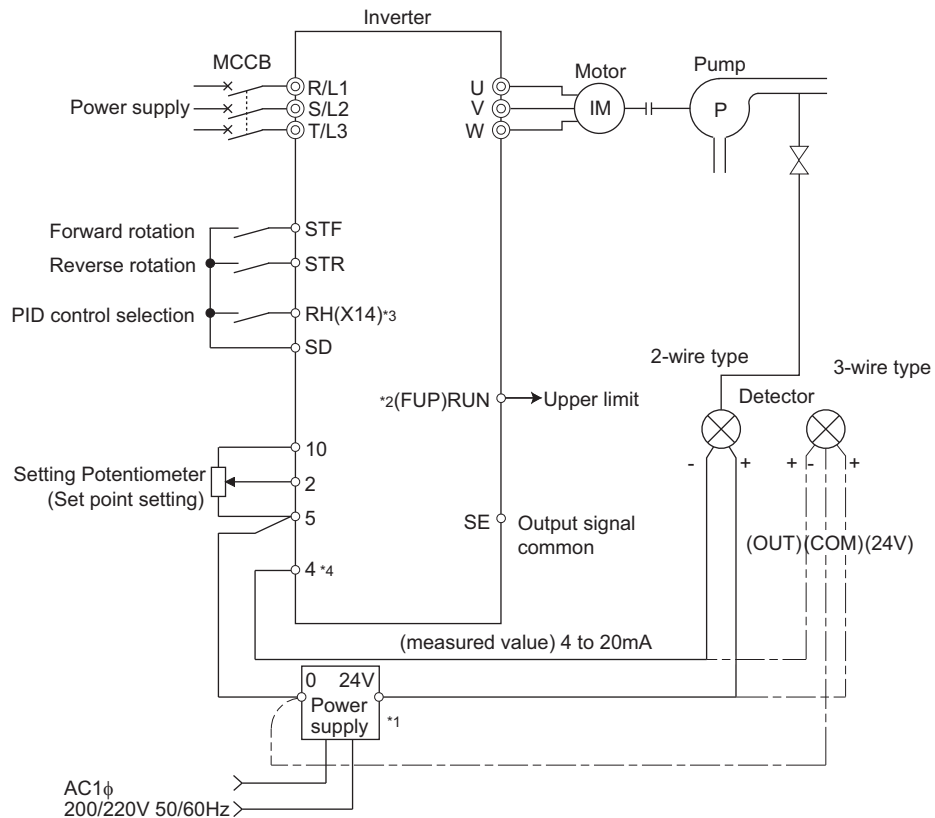 Inverter
MCCB
R/L1
Power supply
S/L2
T/L3
U
V
W
Motor
IM
Pump
P
Forward rotation
STF
Reverse rotation
STR
PID control selection
RH(X14)*3
SD
*2(FUP)RUN
Upper limit
2-wire type
3-wire type
Detector
- +
+ - +
(OUT)(COM)(24V)
10
Setting Potentiometer
(Set point setting)
2
5
4 *4
SE
Output signal
common
(measured value) 4 to 20mA
0 24V
Power
supply
*1
AC1ϕ
200/220V 50/60Hz